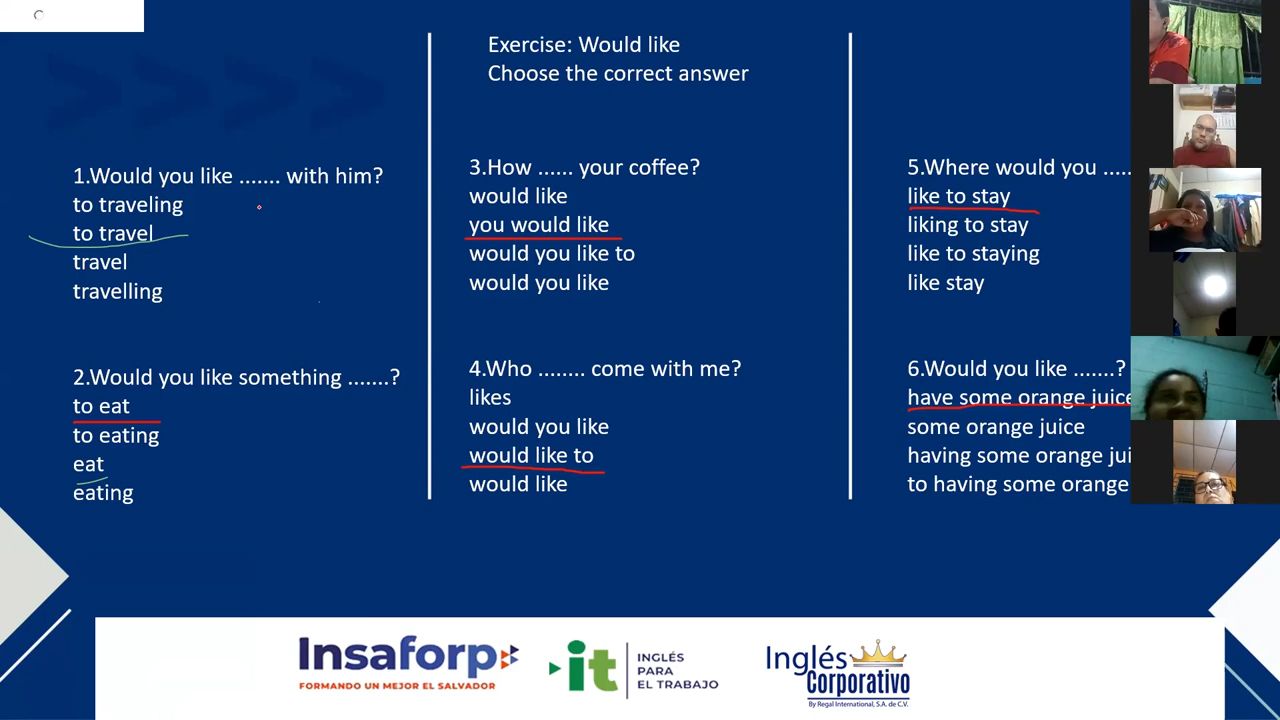 Exercise: Would like
Choose the correct answer
1.Would you like ....... with him?
to traveling
to travel
travel
travelling
2.Would you like something .......?
to eat
to eating
eat
eating
3.How ...... your coffee?
would like
you would like
would you like to
would you like
4.Who ........ come with me?
likes
would you like
would like to
would like
5.Where would you .....
like to stay
liking to stay
like to staying
like stay
6.Would you like .......?
have some orange juice
some orange juice
having some orange jui
to having some orange
Insaforp
FORMANDO UN MEJOR EL SALVADOR
it
INGLÉS
PARA
EL TRABAJO
Inglés
Corporativo
By Regal International, S.A. de C.V.